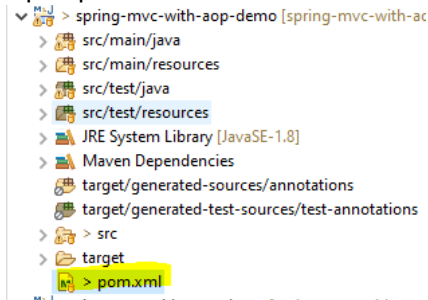 > spring-mvc-with-aop-demo [spring-mvc-with-ao
> src/main/java
> src/main/resources
> src/test/java
> src/test/resources
> JRE System Library [JavaSE-1.8]
> Maven Dependencies
target/generated-sources/annotations
target/generated-test-sources/test-annotations
> > src
> target
> pom.xml